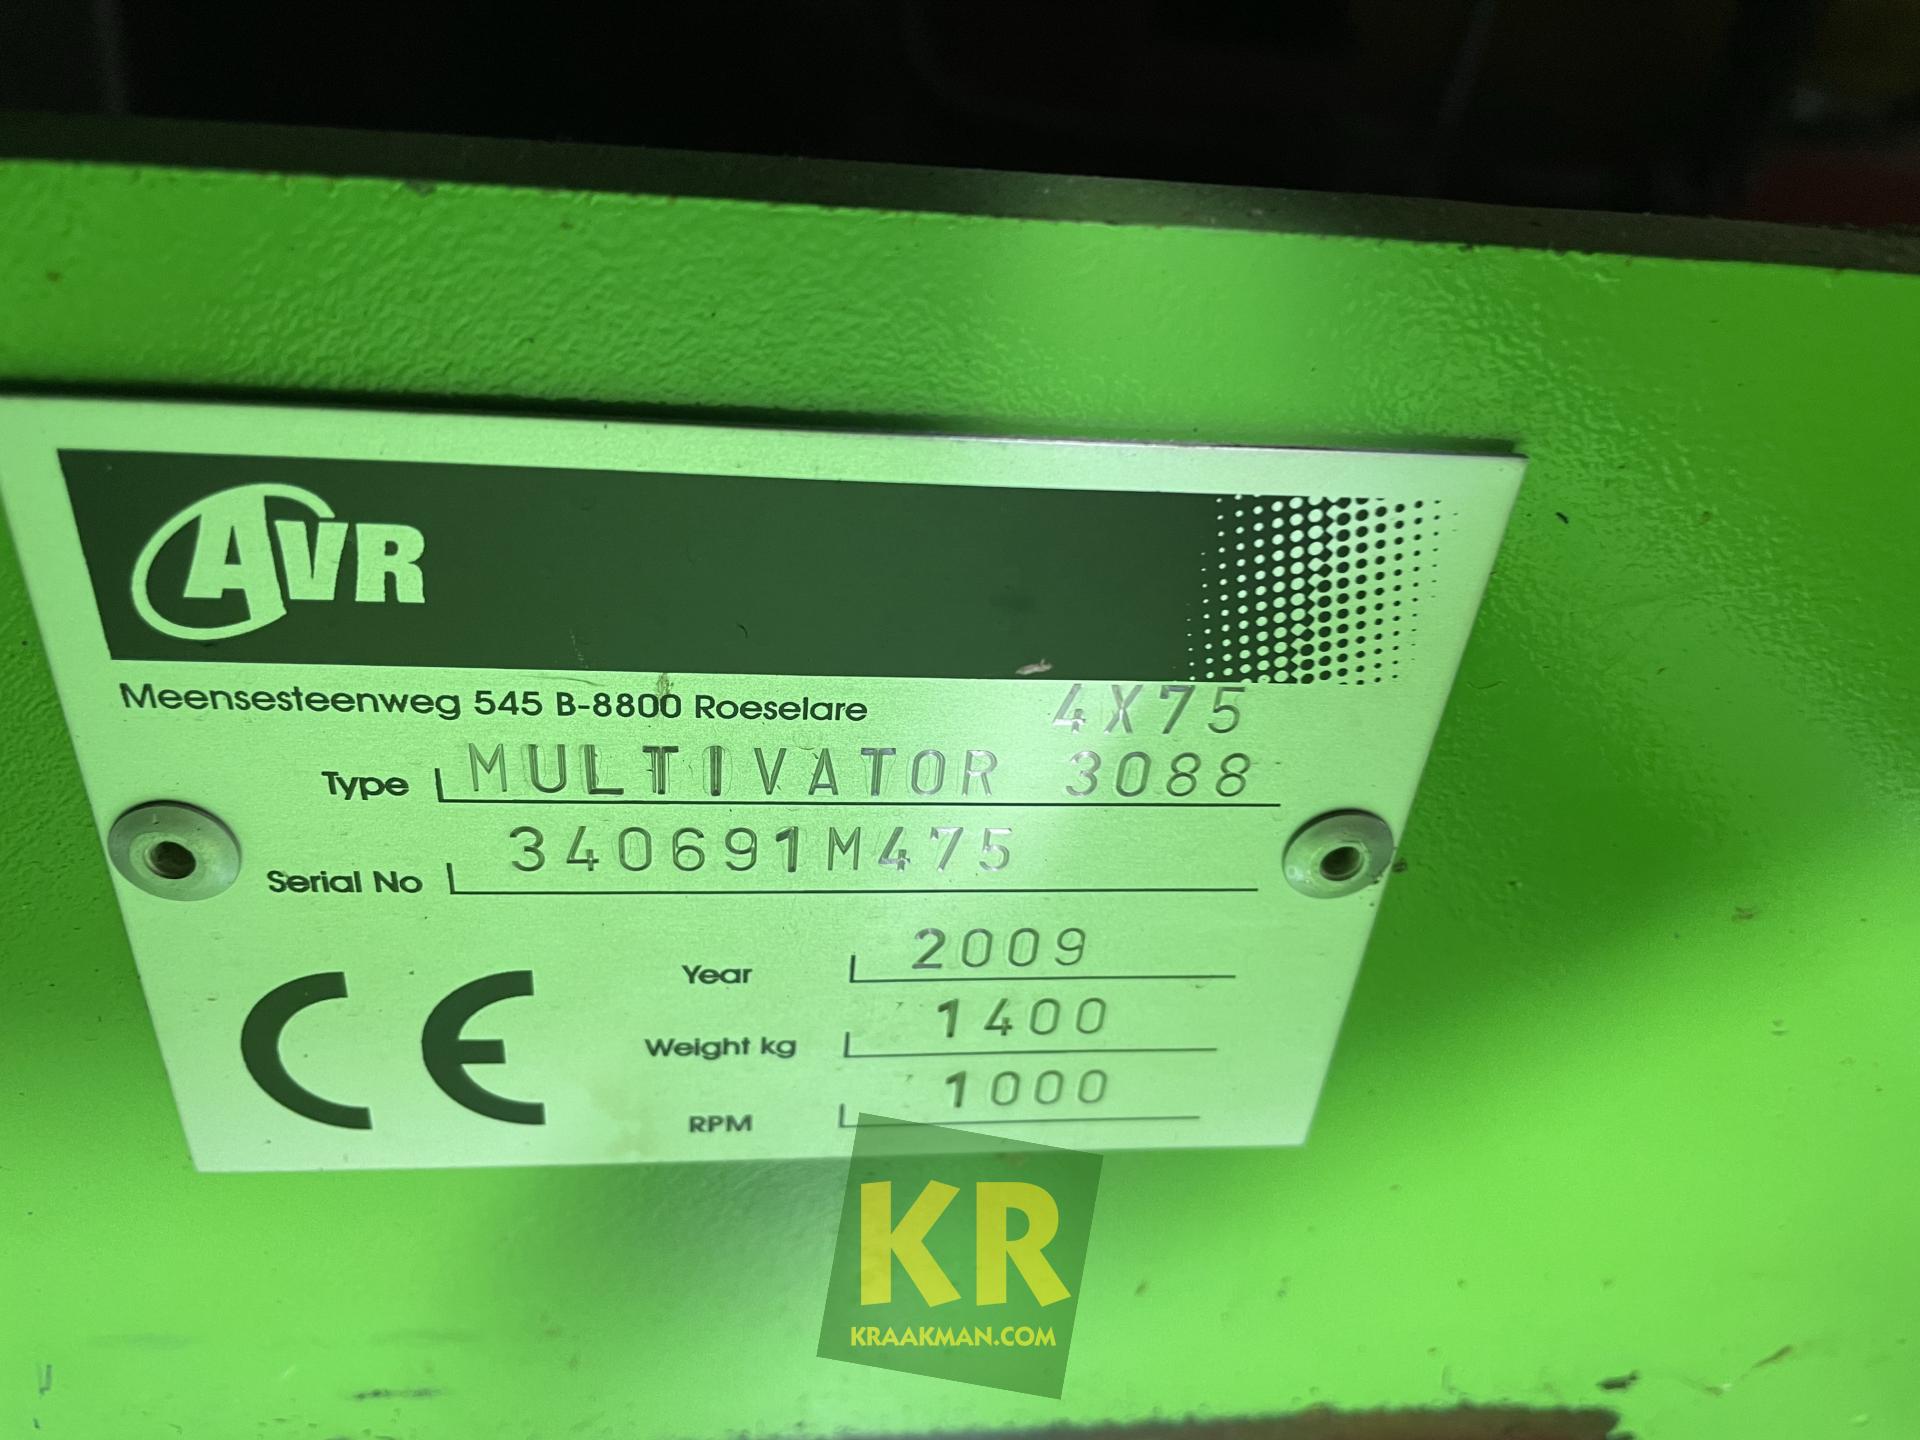 AVR
Meensesteenweg 545 B-8800 Roeselare
4X75
Type MULTIVATOR 3088
Serial No 340691M475
CE
Year 2009
Weight kg 1400
RPM 1000
KR
KRAAKMAN.COM